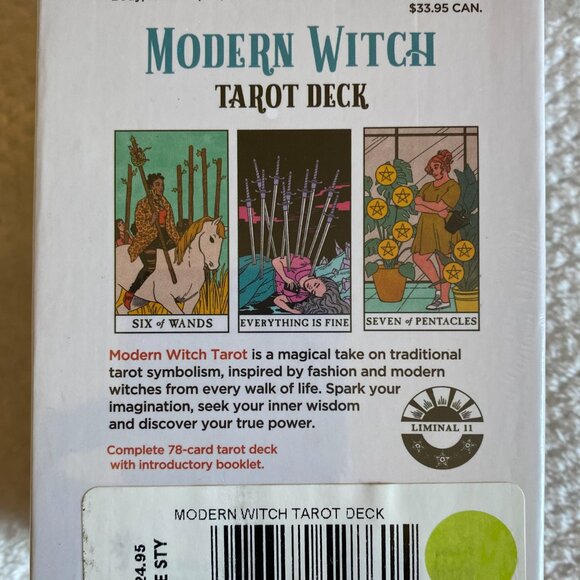 $33.95 CAN.
MODERN WITCH
TAROT DECK
SIX of WANDS
EVERYTHING IS FINE
SEVEN of PENTACLES
Modern Witch Tarot is a magical take on traditional
tarot symbolism, inspired by fashion and modern
witches from every walk of life. Spark your
imagination, seek your inner wisdom
and discover your true power.
LIMINAL 11
Complete 78-card tarot deck
with introductory booklet.
MODERN WITCH TAROT DECK
24.95
E STY